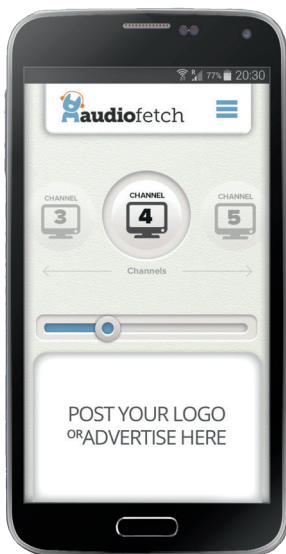 77% 20:30
audiofetch
CHANNEL
3
CHANNEL
4
CHANNEL
5
Channels
POST YOUR LOGO
OR ADVERTISE HERE